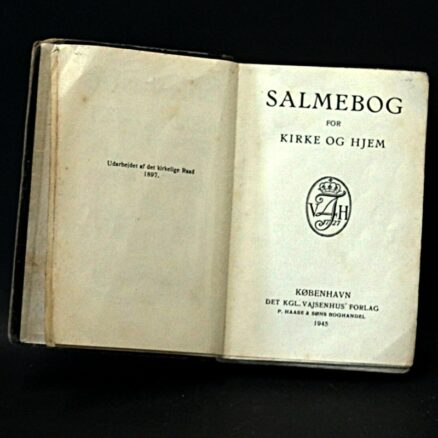 Udarbejdet af det kirkelige Raad
1897.
SALMEBOG
FOR
KIRKE OG HJEM
V H
1727
KØBENHAVN
DET KGL. VAJSENHUS' FORLAG
P. HAASE & SØNS BOGHANDEL
1945